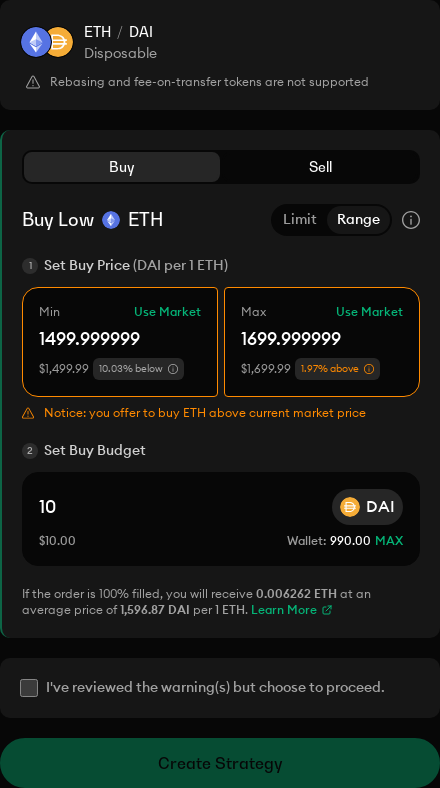 ETH / DAI
Disposable
Rebasing and fee-on-transfer tokens are not supported
Buy Sell
Buy Low ETH Limit Range
1 Set Buy Price (DAI per 1 ETH)
Min Use Market Max Use Market
1499.999999 1699.999999
$1,499.99 10.03% below $1,699.99 1.97% above
Notice: you offer to buy ETH above current market price
2 Set Buy Budget
10 DAI
$10.00 Wallet: 990.00 MAX
If the order is 100% filled, you will receive 0.006262 ETH at an
average price of 1,596.87 DAI per 1 ETH. Learn More
I've reviewed the warning(s) but choose to proceed.
Create Strategy